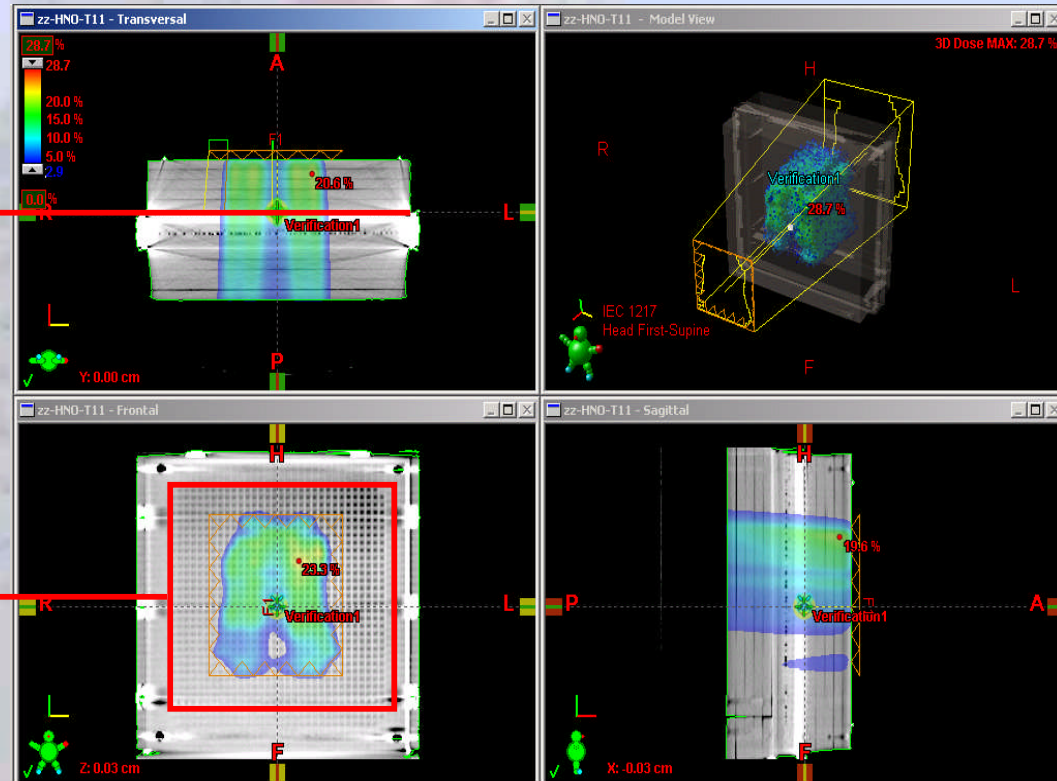 zz-HNO-T11 - Transversal
28.7 %
28.7
20.0 %
15.0 %
10.0 %
5.0 %
2.9
0.0 %
A
F1
20.6 %
R
L
Verification1
P
Y: 0.00 cm
zz-HNO-T11 - Model View
3D Dose MAX: 28.7 %
H
R
Verification1
28.7 %
L
IEC 1217
Head First-Supine
F
zz-HNO-T11 - Frontal
H
23.3 %
R
L
F1
Verification1
F
Z: 0.03 cm
zz-HNO-T11 - Sagittal
H
19.6 %
P
A
F1
Verification1
F
X: -0.03 cm